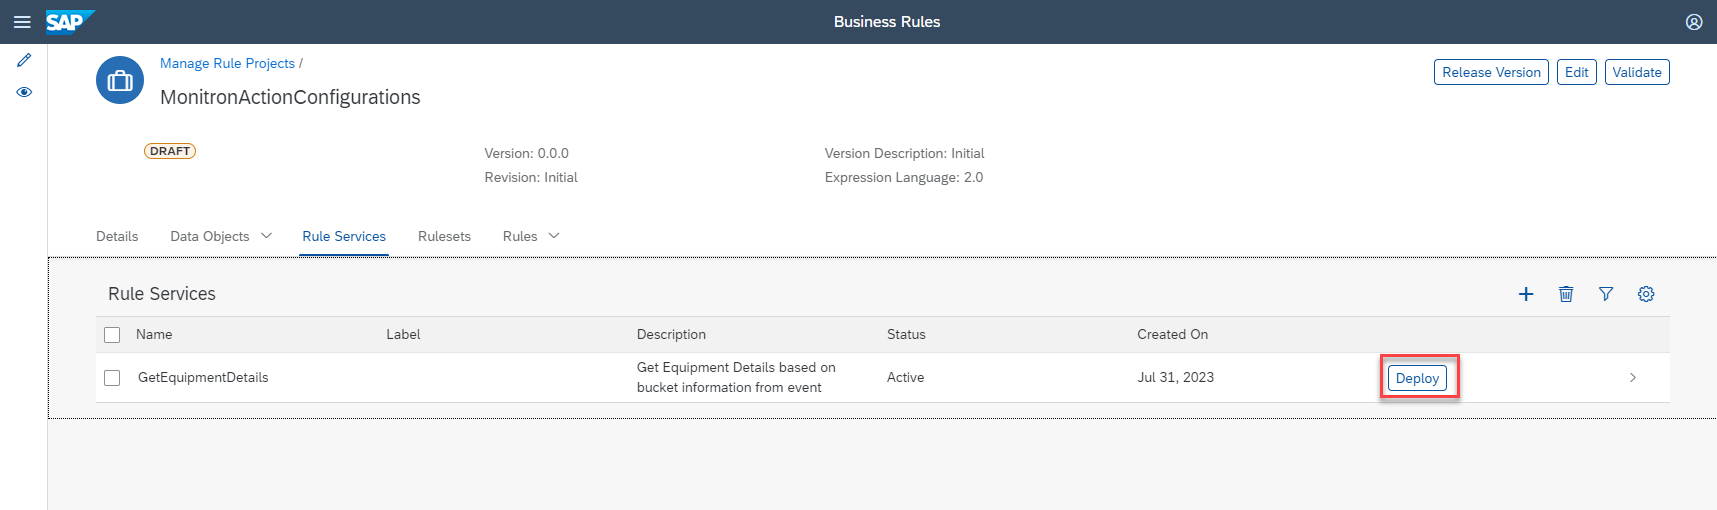 SAP
Business Rules
Manage Rule Projects /
MonitronActionConfigurations
Release Version
Edit
Validate
DRAFT
Version: 0.0.0
Version Description: Initial
Revision: Initial
Expression Language: 2.0
Details
Data Objects
Rule Services
Rulesets
Rules
Rule Services
Name
Label
Description
Status
Created On
GetEquipmentDetails
Get Equipment Details based on
bucket information from event
Active
Jul 31, 2023
Deploy